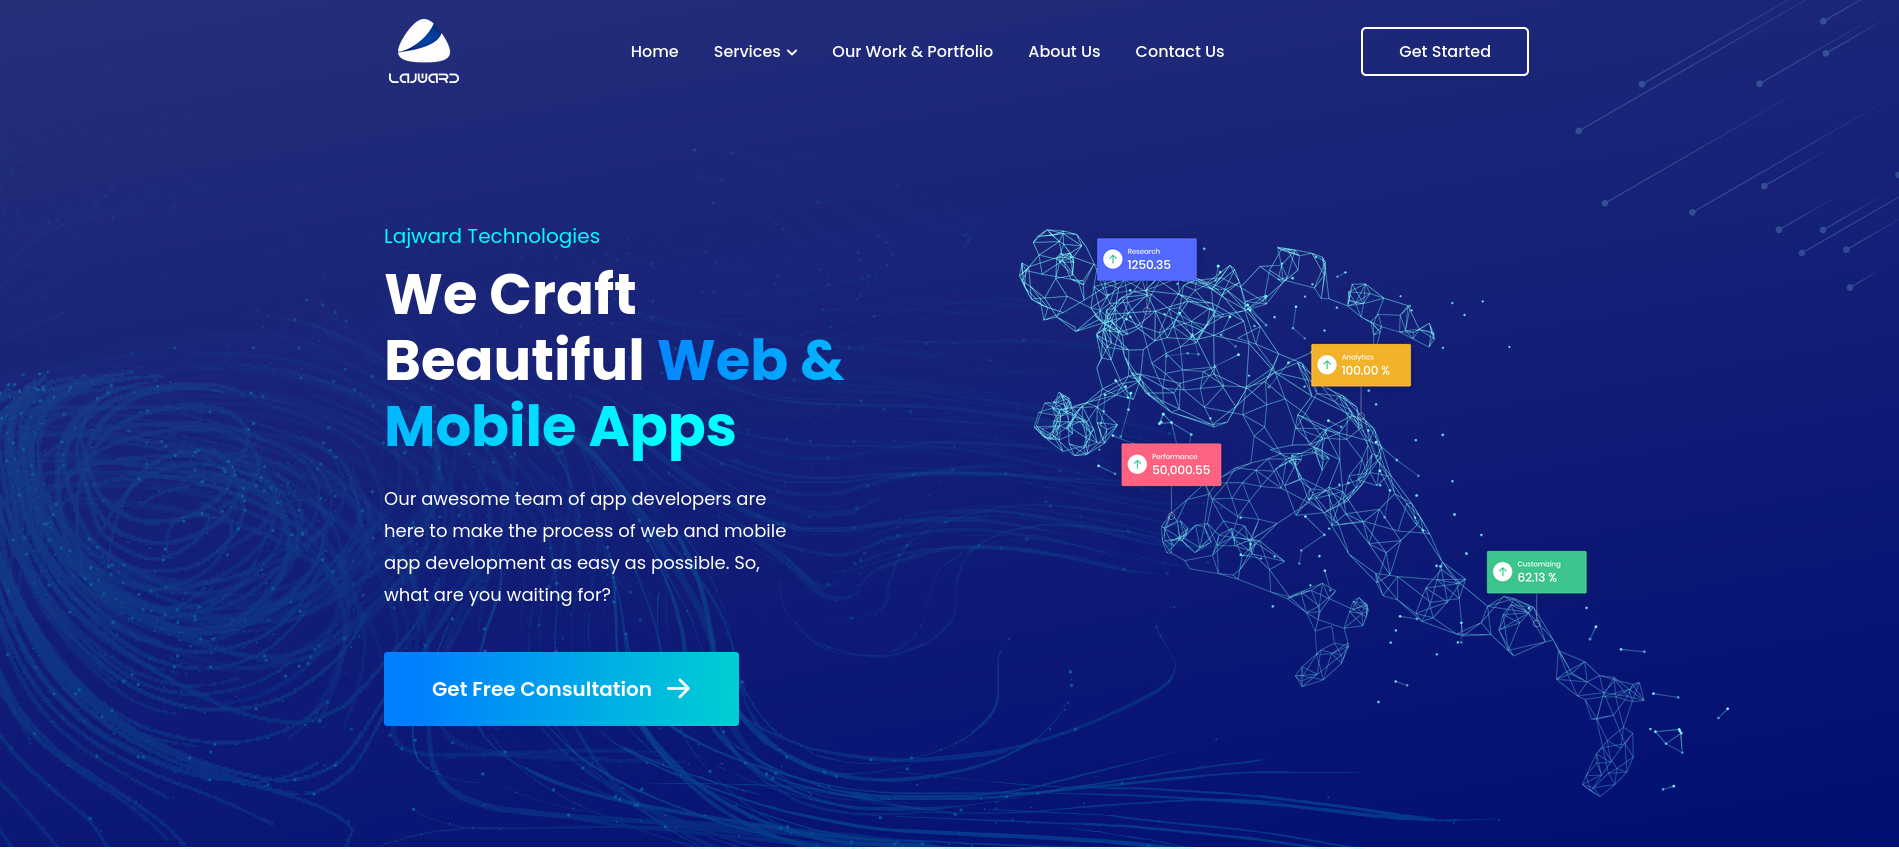 LAJWARD
Home
Services
Our Work & Portfolio
About Us
Contact Us
Get Started
Lajward Technologies
We Craft
Beautiful Web &
Mobile Apps
Our awesome team of app developers are
here to make the process of web and mobile
app development as easy as possible. So,
what are you waiting for?
Get Free Consultation
Research
1250.35
Analytics
100.00 %
Performance
50,000.55
Customizing
62.13 %